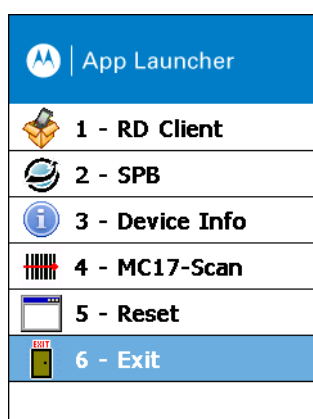 App Launcher
1 - RD Client
2 - SPB
3 - Device Info
4 - MC17-Scan
5 - Reset
EXIT
6 - Exit